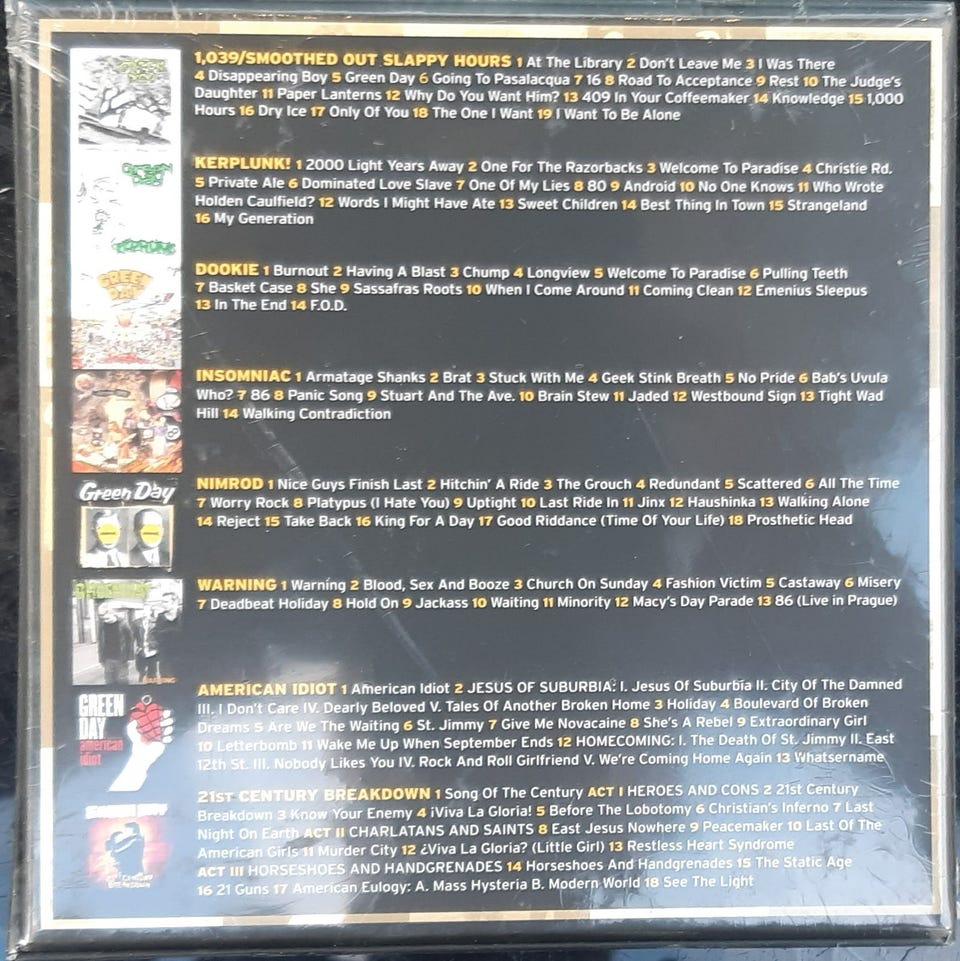 1,039/SMOOTHED OUT SLAPPY HOURS 1 At The Library 2 Don't Leave Me 3 I Was There
4 Disappearing Boy 5 Green Day 6 Going To Pasalacqua 7 16 8 Road To Acceptance 9 Rest 10 The Judge's
Daughter 11 Paper Lanterns 12 Why Do You Want Him? 13 409 In Your Coffeemaker 14 Knowledge 15 1,000
Hours 16 Dry Ice 17 Only Of You 18 The One I Want 19 I Want To Be Alone
GREEN DAY
KERPLUNK! 1 2000 Light Years Away 2 One For The Razorbacks 3 Welcome To Paradise 4 Christie Rd.
5 Private Ale 6 Dominated Love Slave 7 One Of My Lies 8 80 9 Android 10 No One Knows 11 Who Wrote
Holden Caulfield? 12 Words I Might Have Ate 13 Sweet Children 14 Best Thing In Town 15 Strangeland
16 My Generation
GREEN DAY
KERPLUNK
DOOKIE 1 Burnout 2 Having A Blast 3 Chump 4 Longview 5 Welcome To Paradise 6 Pulling Teeth
7 Basket Case 8 She 9 Sassafras Roots 10 When I Come Around 11 Coming Clean 12 Emenius Sleepus
13 In The End 14 F.O.D.
GREEN DAY
INSOMNIAC 1 Armatage Shanks 2 Brat 3 Stuck With Me 4 Geek Stink Breath 5 No Pride 6 Bab's Uvula
Who? 7 86 8 Panic Song 9 Stuart And The Ave. 10 Brain Stew 11 Jaded 12 Westbound Sign 13 Tight Wad
Hill 14 Walking Contradiction
Green Day
NIMROD 1 Nice Guys Finish Last 2 Hitchin' A Ride 3 The Grouch 4 Redundant 5 Scattered 6 All The Time
7 Worry Rock 8 Platypus (I Hate You) 9 Uptight 10 Last Ride In 11 Jinx 12 Haushinka 13 Walking Alone
14 Reject 15 Take Back 16 King For A Day 17 Good Riddance (Time Of Your Life) 18 Prosthetic Head
WARNING 1 Warning 2 Blood, Sex And Booze 3 Church On Sunday 4 Fashion Victim 5 Castaway 6 Misery
7 Deadbeat Holiday 8 Hold On 9 Jackass 10 Waiting 11 Minority 12 Macy's Day Parade 13 86 (Live in Prague)
GREEN
DAY
american
idiot
AMERICAN IDIOT 1 American Idiot 2 JESUS OF SUBURBIA: I. Jesus Of Suburbia II. City Of The Damned
III. I Don't Care IV. Dearly Beloved V. Tales Of Another Broken Home 3 Holiday 4 Boulevard Of Broken
Dreams 5 Are We The Waiting 6 St. Jimmy 7 Give Me Novacaine 8 She's A Rebel 9 Extraordinary Girl
10 Letterbomb 11 Wake Me Up When September Ends 12 HOMECOMING: I. The Death Of St. Jimmy II. East
12th St. III. Nobody Likes You IV. Rock And Roll Girlfriend V. We're Coming Home Again 13 Whatsername
21ST CENTURY BREAKDOWN 1 Song Of The Century ACT I HEROES AND CONS 2 21st Century
Breakdown 3 Know Your Enemy 4 ¡Viva La Gloria! 5 Before The Lobotomy 6 Christian's Inferno 7 Last
Night On Earth ACT II CHARLATANS AND SAINTS 8 East Jesus Nowhere 9 Peacemaker 10 Last Of The
American Girls 11 Murder City 12 ¿Viva La Gloria? (Little Girl) 13 Restless Heart Syndrome
ACT III HORSESHOES AND HANDGRENADES 14 Horseshoes And Handgrenades 15 The Static Age
16 21 Guns 17 American Eulogy: A. Mass Hysteria B. Modern World 18 See The Light